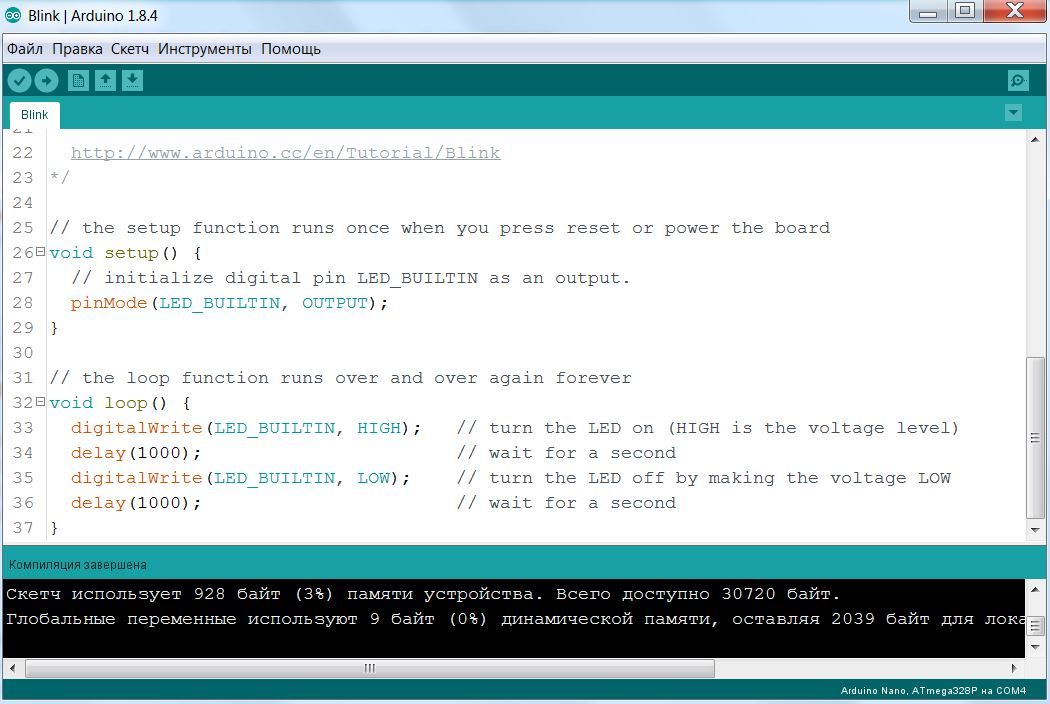 Blink | Arduino 1.8.4
Файл Правка Скетч Инструменты Помощь
Blink
21
22 http://www.arduino.cc/en/Tutorial/Blink
23 */
24
25 // the setup function runs once when you press reset or power the board
26 void setup() {
27 // initialize digital pin LED_BUILTIN as an output.
28 pinMode(LED_BUILTIN, OUTPUT);
29 }
30
31 // the loop function runs over and over again forever
32 void loop() {
33 digitalWrite(LED_BUILTIN, HIGH); // turn the LED on (HIGH is the voltage level)
34 delay(1000); // wait for a second
35 digitalWrite(LED_BUILTIN, LOW); // turn the LED off by making the voltage LOW
36 delay(1000); // wait for a second
37 }
Компиляция завершена
Скетч использует 928 байт (3%) памяти устройства. Всего доступно 30720 байт.
Глобальные переменные используют 9 байт (0%) динамической памяти, оставляя 2039 байт для лока
Arduino Nano, ATmega328P на COM4